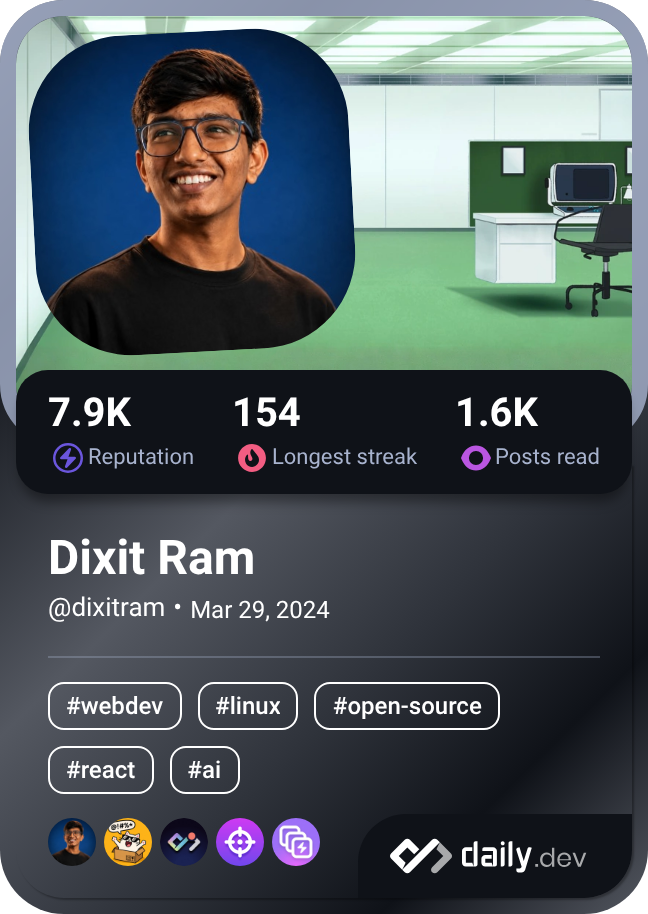 7.9K 154 1.6K
Reputation Longest streak Posts read
Dixit Ram
@dixitram • Mar 29, 2024
#webdev #linux #open-source
#react #ai
@!#%*
daily.dev